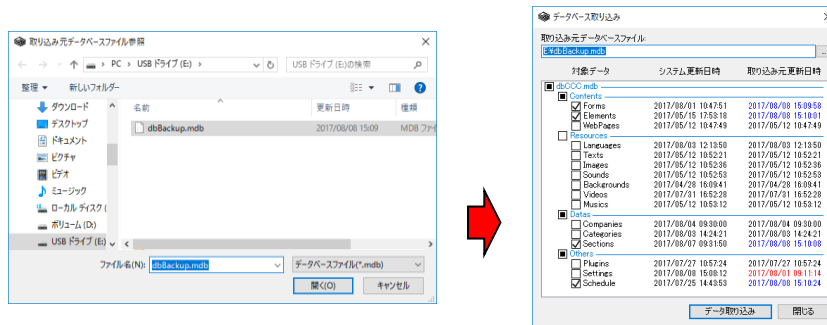 取り込み元データベースファイル参照
PC › USB ドライブ (E:) ›
USB ドライブ (E:)の検索
整理 新しいフォルダー
名前 更新日時 種類
ダウンロード
デスクトップ
ドキュメント
ピクチャ
ビデオ
ミュージック
ローカル ディスク (
ボリューム (D:)
USB ドライブ (E:)
dbBackup.mdb 2017/08/08 15:09 MDB ファイ
ファイル名(N): dbBackup.mdb データベースファイル(*.mdb)
開く(O) キャンセル
データベース取り込み
取り込み元データベースファイル:
E:¥dbBackup.mdb ...
対象データ システム更新日時 取り込み元更新日時
dbCCC.mdb
Contents
Forms 2017/08/01 10:47:51 2017/08/08 15:09:58
Elements 2017/05/15 17:53:18 2017/08/08 15:10:01
WebPages 2017/05/12 10:47:49 2017/05/12 10:47:49
Resources
Languages 2017/08/03 12:13:50 2017/08/03 12:13:50
Texts 2017/05/12 10:52:21 2017/05/12 10:52:21
Images 2017/05/12 10:52:36 2017/05/12 10:52:36
Sounds 2017/05/12 10:52:53 2017/05/12 10:52:53
Backgrounds 2017/04/28 16:09:41 2017/04/28 16:09:41
Videos 2017/07/31 16:52:28 2017/07/31 16:52:28
Musics 2017/05/12 10:53:12 2017/05/12 10:53:12
Datas
Companies 2017/08/04 09:30:00 2017/08/04 09:30:00
Categories 2017/08/03 14:24:21 2017/08/03 14:24:21
Sections 2017/08/07 09:31:50 2017/08/08 15:10:08
Others
Plugins 2017/07/27 10:57:24 2017/07/27 10:57:24
Settings 2017/08/08 15:08:12 2017/08/01 09:11:14
Schedule 2017/07/25 14:43:53 2017/08/08 15:10:24
データ取り込み 閉じる